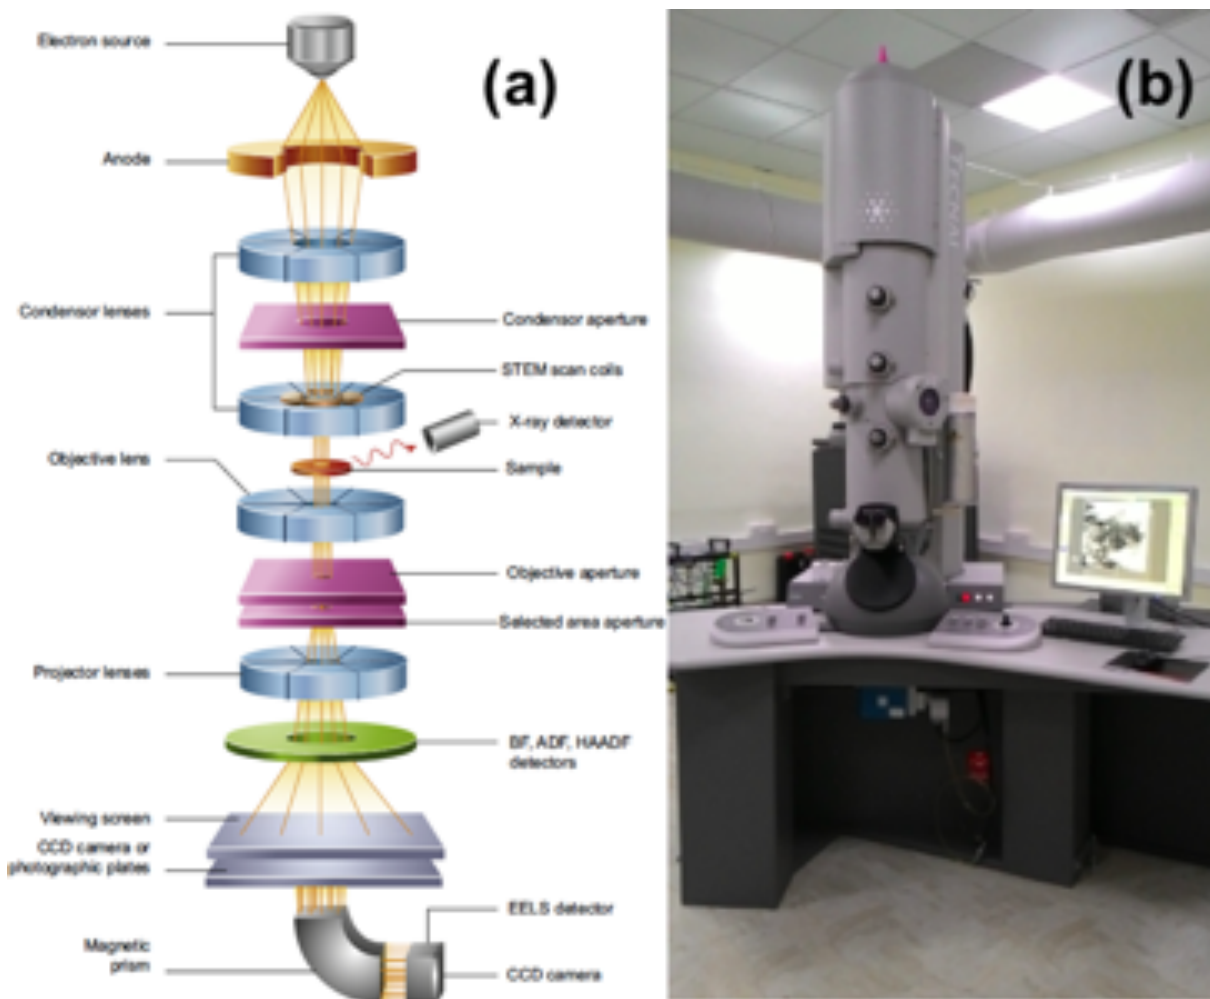 Electron source
(a)
(b)
Anode
TECNAI
Condensor lenses
Condensor aperture
STEM scan coils
X-ray detector
Objective lens
Sample
Objective aperture
Selected area aperture
Projector lenses
BF, ADF, HAADF
detectors
Viewing screen
CCD camera or
photographic plates
EELS detector
Magnetic
prism
CCD camera